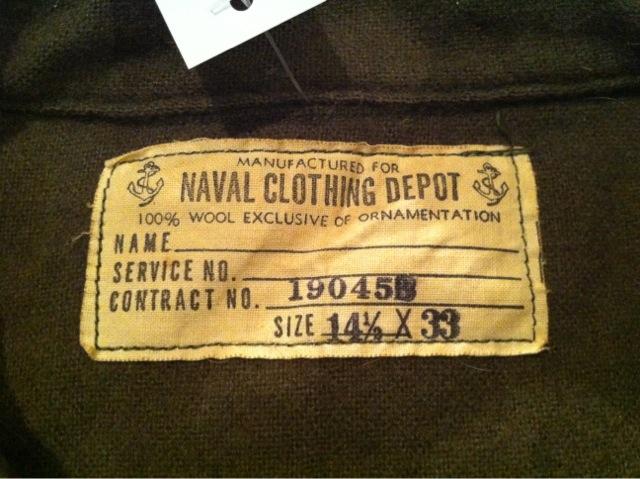 MANUFACTURED FOR
NAVAL CLOTHING DEPOT
100% WOOL EXCLUSIVE OF ORNAMENTATION
NAME
SERVICE NO.
CONTRACT NO. 19045B
SIZE 14½ X 33